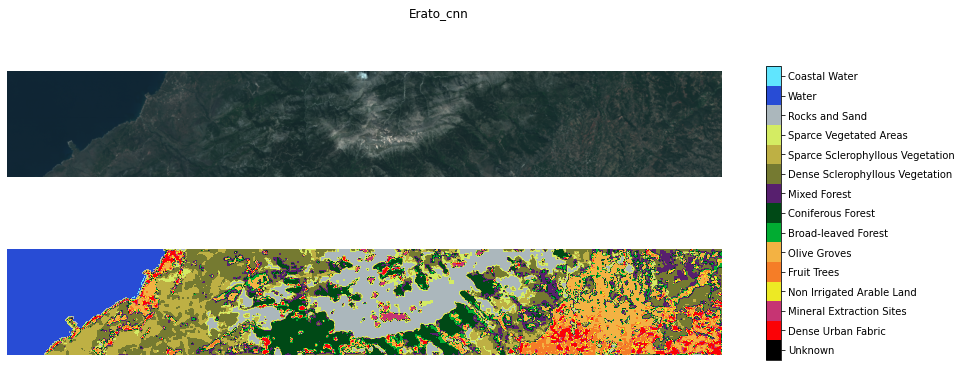 Erato_cnn
Coastal Water
Water
Rocks and Sand
Sparce Vegetated Areas
Sparce Sclerophyllous Vegetation
Dense Sclerophyllous Vegetation
Mixed Forest
Coniferous Forest
Broad-leaved Forest
Olive Groves
Fruit Trees
Non Irrigated Arable Land
Mineral Extraction Sites
Dense Urban Fabric
Unknown